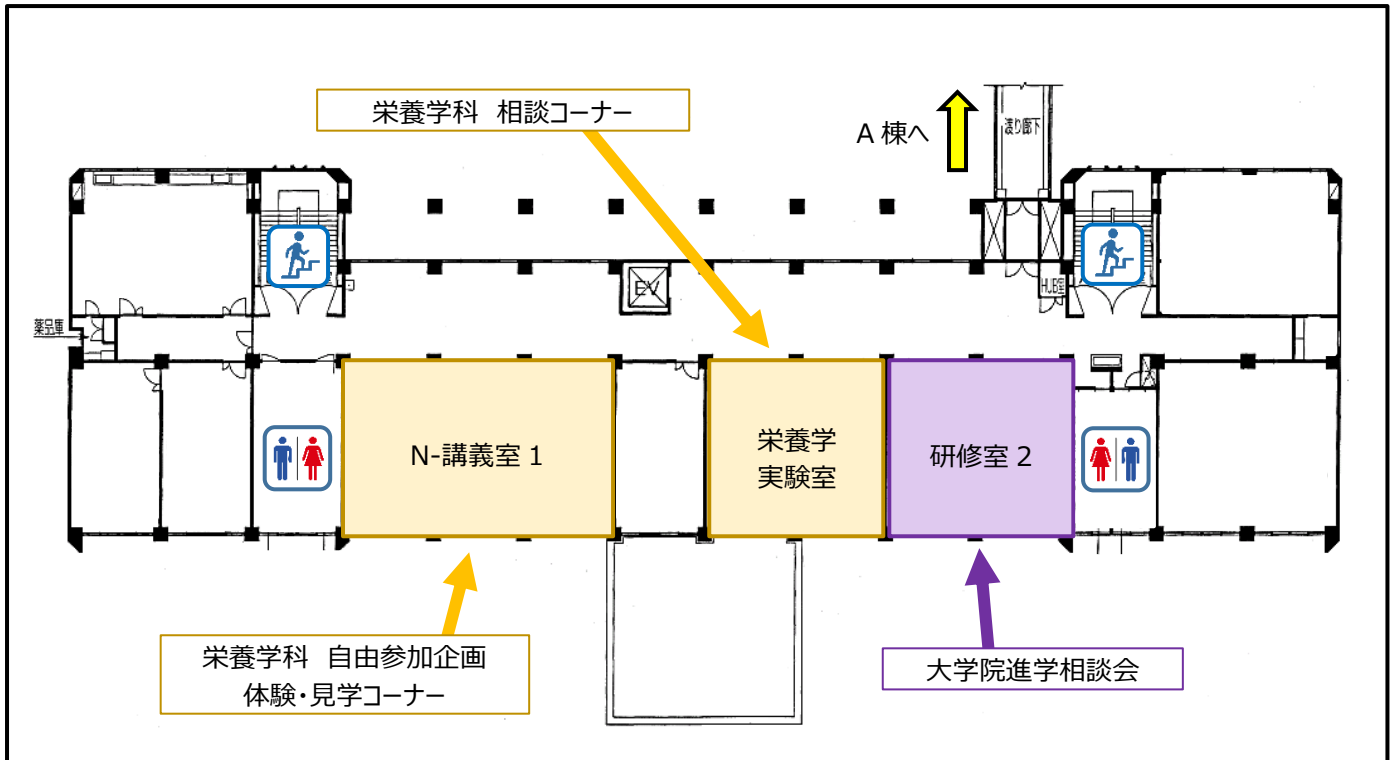 栄養学科 相談コーナー
A 棟へ
渡り廊下
EV
HUB室
薬品庫
N-講義室 1
栄養学
実験室
研修室 2
栄養学科 自由参加企画
体験・見学コーナー
大学院進学相談会